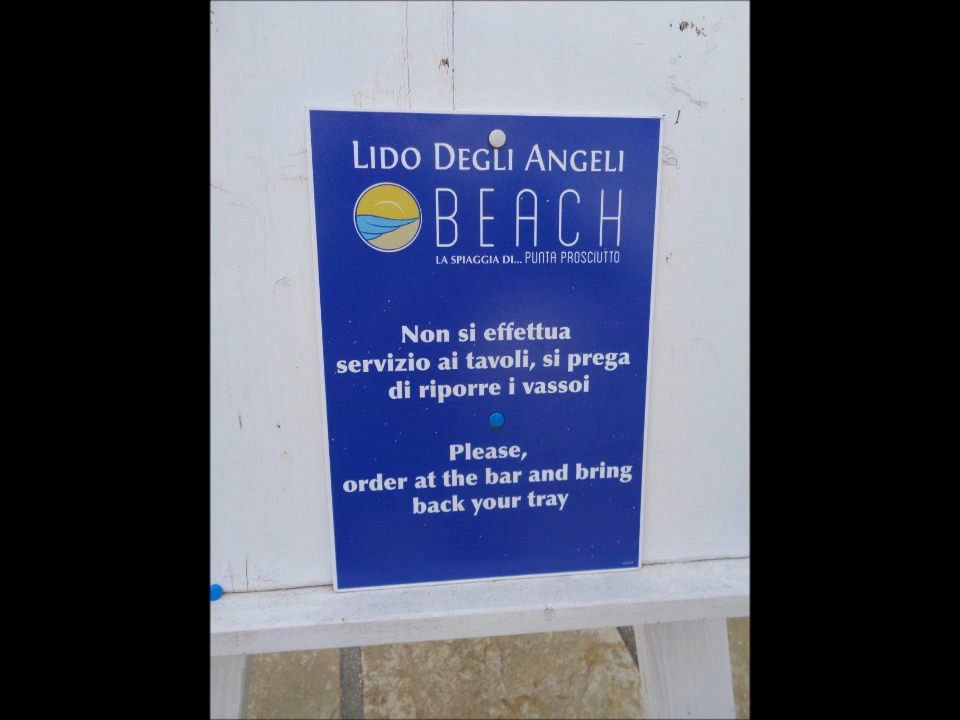 LIDO DEGLI ANGELI
BEACH
LA SPIAGGIA DI... PUNTA PROSCIUTTO
Non si effettua
servizio ai tavoli, si prega
di riporre i vassoi
Please,
order at the bar and bring
back your tray